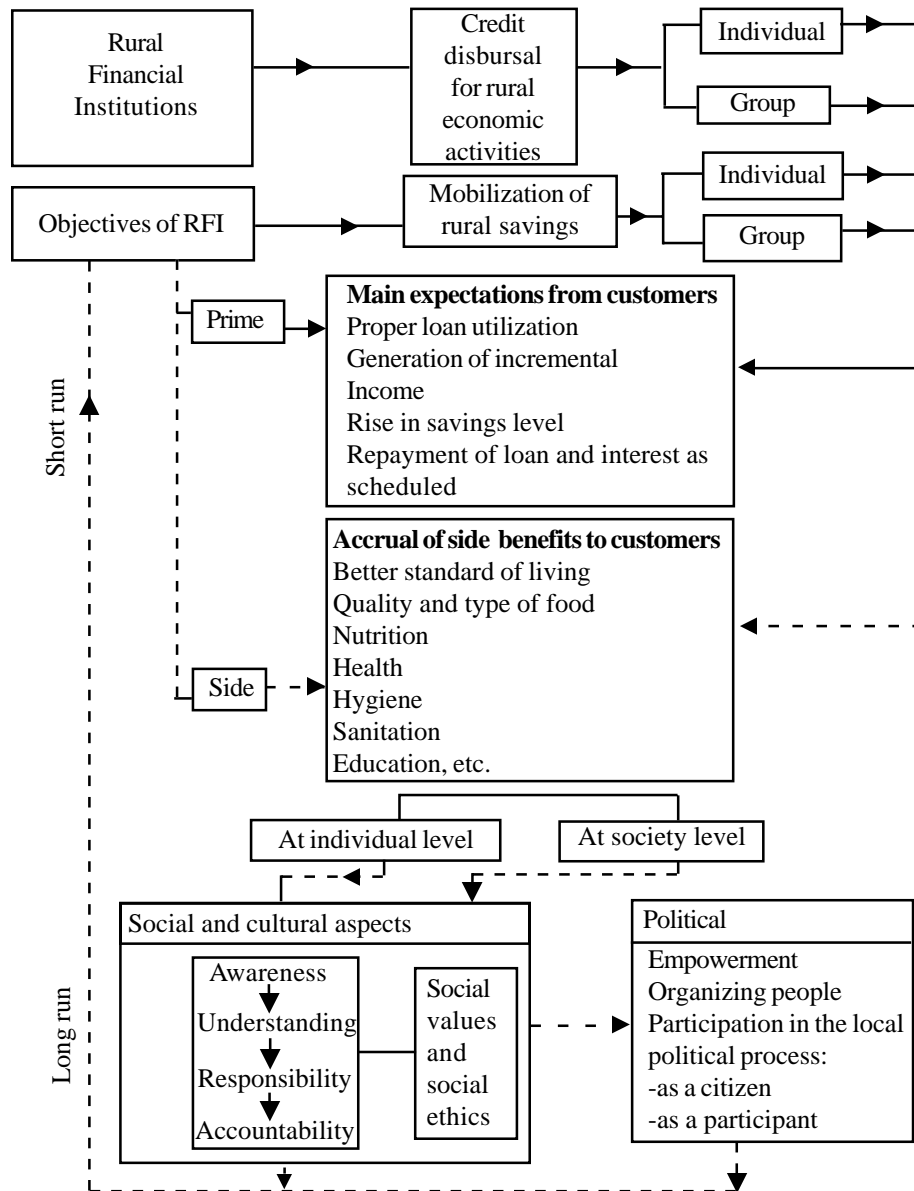 Rural
Financial
Institutions
Credit
disbursal
for rural
economic
activities
Individual
Group
Objectives of RFI
Mobilization of
rural savings
Individual
Group
Prime
Main expectations from customers
Proper loan utilization
Generation of incremental
Income
Rise in savings level
Repayment of loan and interest as
scheduled
Short run
Side
Accrual of side benefits to customers
Better standard of living
Quality and type of food
Nutrition
Health
Hygiene
Sanitation
Education, etc.
At individual level
At society level
Long run
Social and cultural aspects
Awareness
Understanding
Responsibility
Accountability
Social
values
and
social
ethics
Political
Empowerment
Organizing people
Participation in the local
political process:
-as a citizen
-as a participant